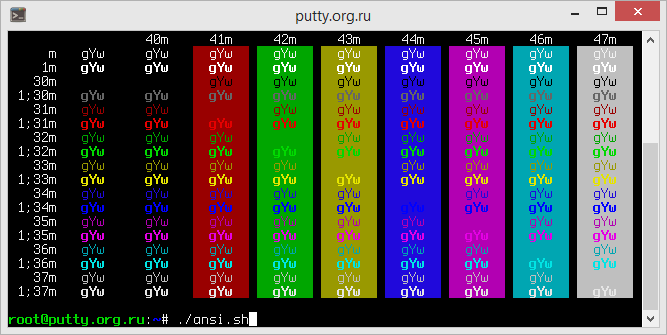 putty.org.ru
40m 41m 42m 43m 44m 45m 46m 47m
m gYw gYw gYw gYw gYw gYw gYw gYw gYw
1m gYw gYw gYw gYw gYw gYw gYw gYw gYw
30m gYw gYw gYw gYw gYw gYw gYw
1;30m gYw gYw gYw gYw gYw gYw gYw gYw gYw
31m gYw gYw gYw gYw gYw gYw gYw gYw
1;31m gYw gYw gYw gYw gYw gYw gYw gYw gYw
32m gYw gYw gYw gYw gYw gYw gYw gYw
1;32m gYw gYw gYw gYw gYw gYw gYw gYw gYw
33m gYw gYw gYw gYw gYw gYw gYw gYw
1;33m gYw gYw gYw gYw gYw gYw gYw gYw gYw
34m gYw gYw gYw gYw gYw gYw gYw gYw
1;34m gYw gYw gYw gYw gYw gYw gYw gYw gYw
35m gYw gYw gYw gYw gYw gYw gYw gYw
1;35m gYw gYw gYw gYw gYw gYw gYw gYw gYw
36m gYw gYw gYw gYw gYw gYw gYw gYw
1;36m gYw gYw gYw gYw gYw gYw gYw gYw gYw
37m gYw gYw gYw gYw gYw gYw gYw gYw
1;37m gYw gYw gYw gYw gYw gYw gYw gYw gYw
root@putty.org.ru:~# ./ansi.sh